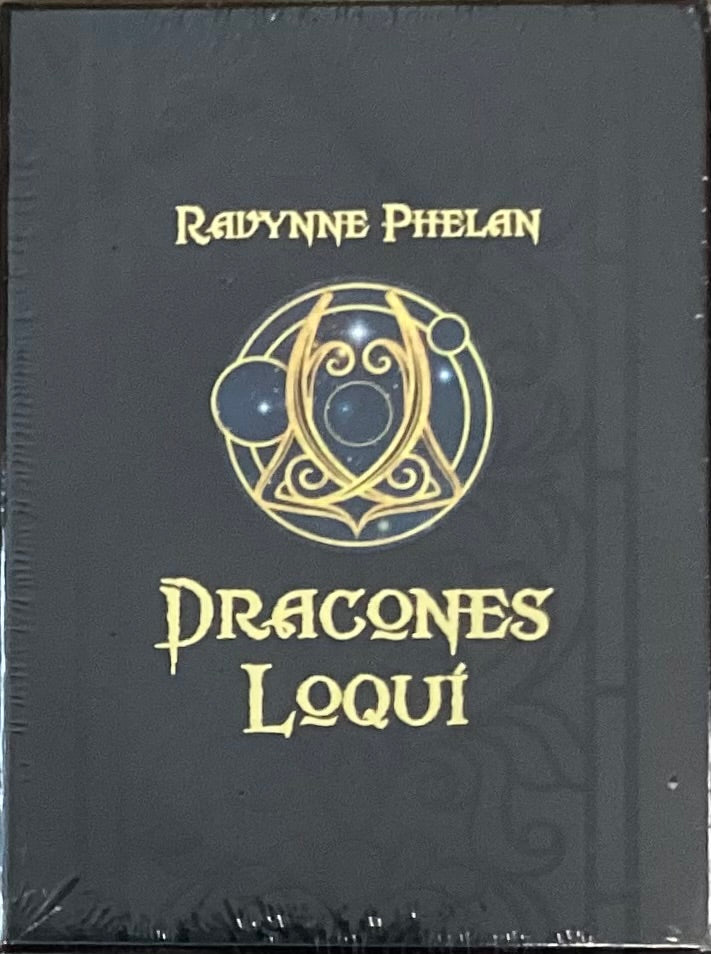 Ravynne Phelan
Dracones
Loquí